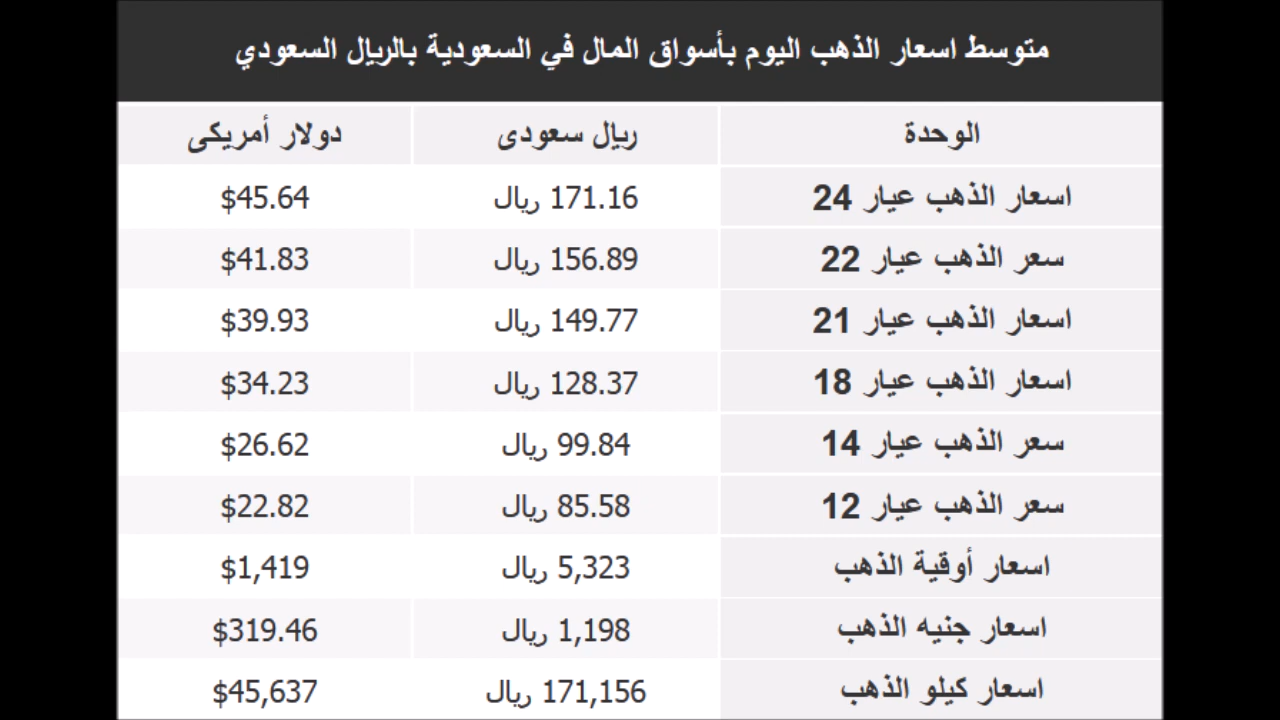 متوسط اسعار الذهب اليوم بأسواق المال في السعودية بالريال السعودي
الوحدة ريال سعودى دولار أمريكى
اسعار الذهب عيار 24 171.16 ريال $45.64
سعر الذهب عيار 22 156.89 ريال $41.83
اسعار الذهب عيار 21 149.77 ريال $39.93
اسعار الذهب عيار 18 128.37 ريال $34.23
سعر الذهب عيار 14 99.84 ريال $26.62
سعر الذهب عيار 12 85.58 ريال $22.82
اسعار أوقية الذهب 5,323 ريال $1,419
اسعار جنيه الذهب 1,198 ريال $319.46
اسعار كيلو الذهب 171,156 ريال $45,637